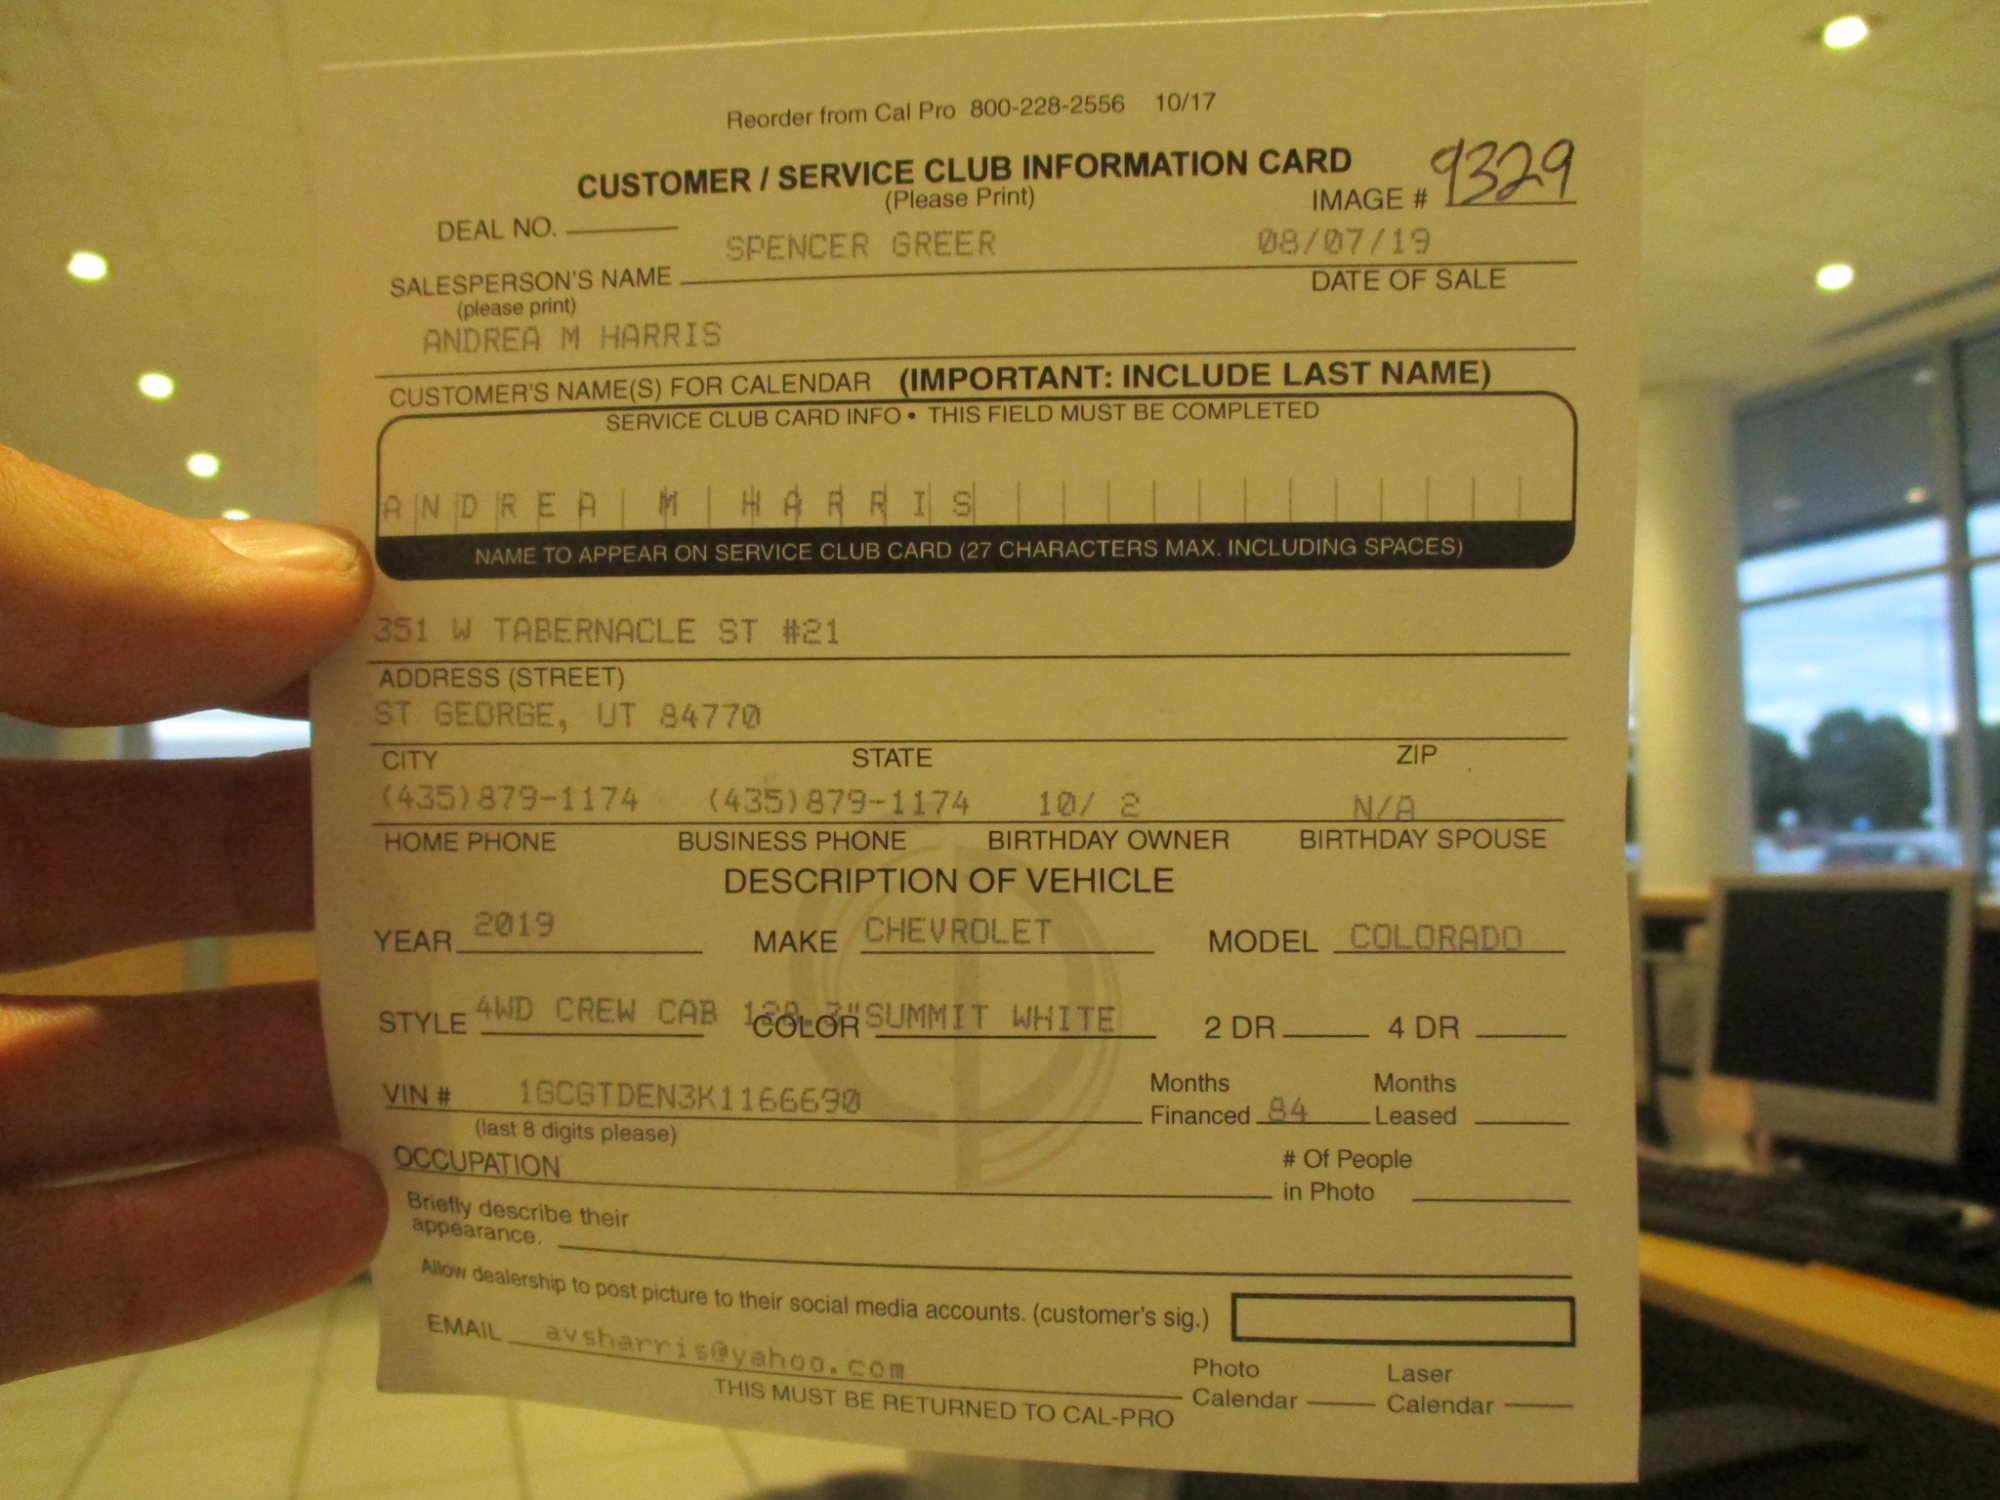 Reorder from Cal Pro 800-228-2556 10/17
CUSTOMER / SERVICE CLUB INFORMATION CARD
(Please Print)
IMAGE # 9329
DEAL NO.
SPENCER GREER 08/07/19
SALESPERSON'S NAME DATE OF SALE
(please print)
ANDREA M HARRIS
CUSTOMER'S NAME(S) FOR CALENDAR (IMPORTANT: INCLUDE LAST NAME)
SERVICE CLUB CARD INFO • THIS FIELD MUST BE COMPLETED
ANDREA M HARRIS
NAME TO APPEAR ON SERVICE CLUB CARD (27 CHARACTERS MAX. INCLUDING SPACES)
351 W TABERNACLE ST #21
ADDRESS (STREET)
ST GEORGE, UT 84770
CITY STATE ZIP
(435)879-1174 (435)879-1174 10/ 2 N/A
HOME PHONE BUSINESS PHONE BIRTHDAY OWNER BIRTHDAY SPOUSE
DESCRIPTION OF VEHICLE
YEAR 2019 MAKE CHEVROLET MODEL COLORADO
STYLE 4WD CREW CAB COLOR SUMMIT WHITE 2 DR 4 DR
VIN # 1GCGTDEN3K1166690 Months Financed 84 Months Leased
(last 8 digits please)
OCCUPATION # Of People in Photo
Briefly describe their
appearance.
Allow dealership to post picture to their social media accounts. (customer's sig.)
EMAIL avsharris@yahoo.com
Photo Calendar Laser Calendar
THIS MUST BE RETURNED TO CAL-PRO